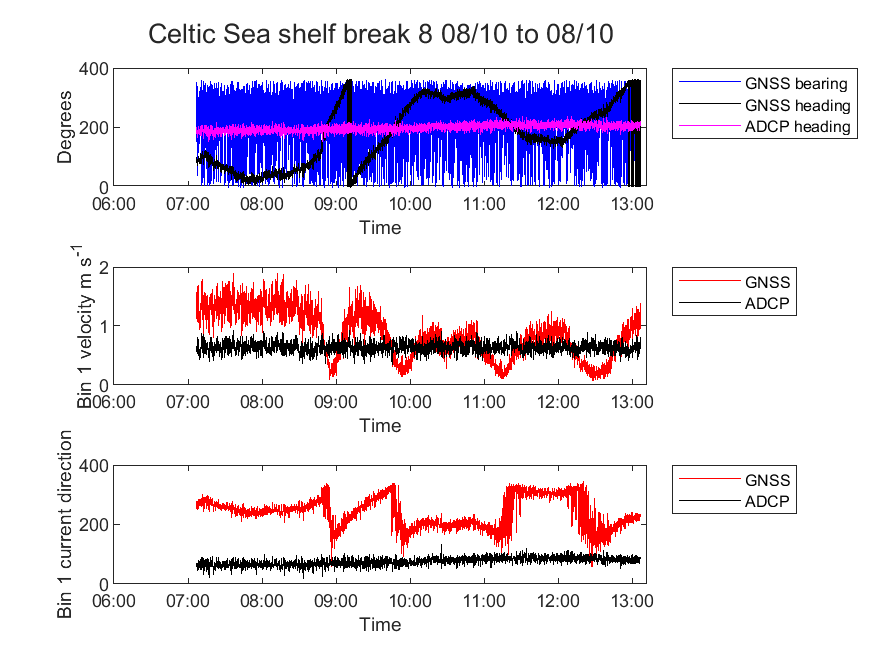 Celtic Sea shelf break 8 08/10 to 08/10
400
200
0
Degrees
06:00 07:00 08:00 09:00 10:00 11:00 12:00 13:00
Time
GNSS bearing
GNSS heading
ADCP heading
2
1
0
Bin 1 velocity m s-1
06:00 07:00 08:00 09:00 10:00 11:00 12:00 13:00
Time
GNSS
ADCP
400
200
0
Bin 1 current direction
06:00 07:00 08:00 09:00 10:00 11:00 12:00 13:00
Time
GNSS
ADCP